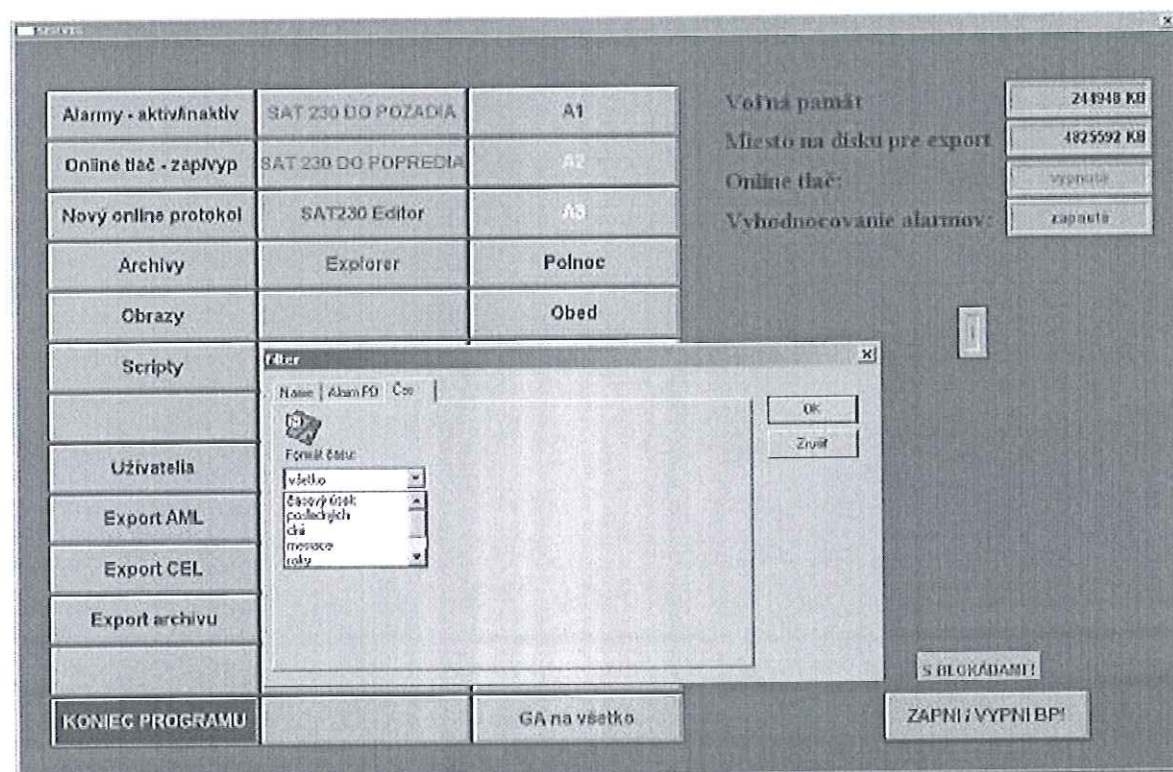 Alarmy - aktiv/inaktiv
SAT 230 DO POZADIA
A1
Online tlač - zap/vyp
SAT 230 DO POPREDIA
A2
Nový online protokol
SAT230 Editor
A3
Archivy
Explorer
Polnoc
Obrazy
Obed
Scripty
Užívatelia
Export AML
Export CEL
Export archivu
KONIEC PROGRAMU
GA na všetko
Voľná pamäť
244948 KB
Miesto na disku pre export
4825592 KB
Online tlač:
vypnuté
Vyhodnocovanie alarmov:
zapnuté
Filter
Name
Alarm PD
Čas
Formát času:
všetko
časový úsek
posledných
dni
mesiace
roky
OK
Zrušiť
S BLOKÁDAMI!
ZAPNI / VYPNI BP!